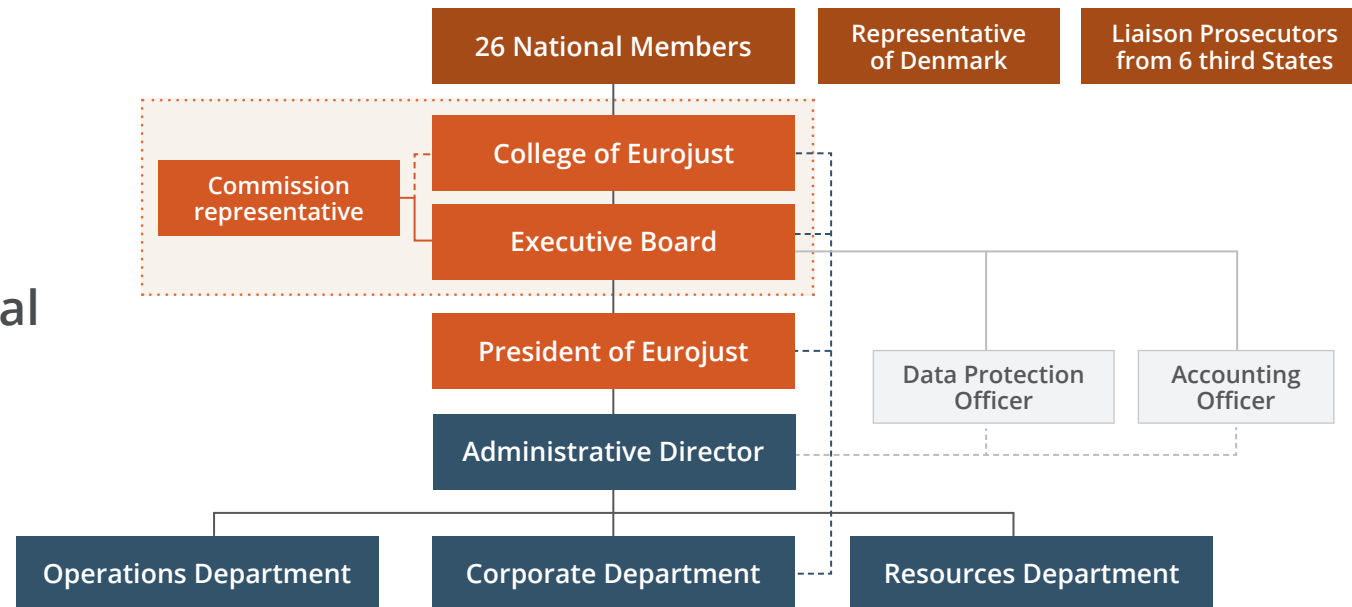 26 National Members
Representative
of Denmark
Liaison Prosecutors
from 6 third States
College of Eurojust
Commission
representative
Executive Board
al
President of Eurojust
Data Protection
Officer
Accounting
Officer
Administrative Director
Operations Department
Corporate Department
Resources Department